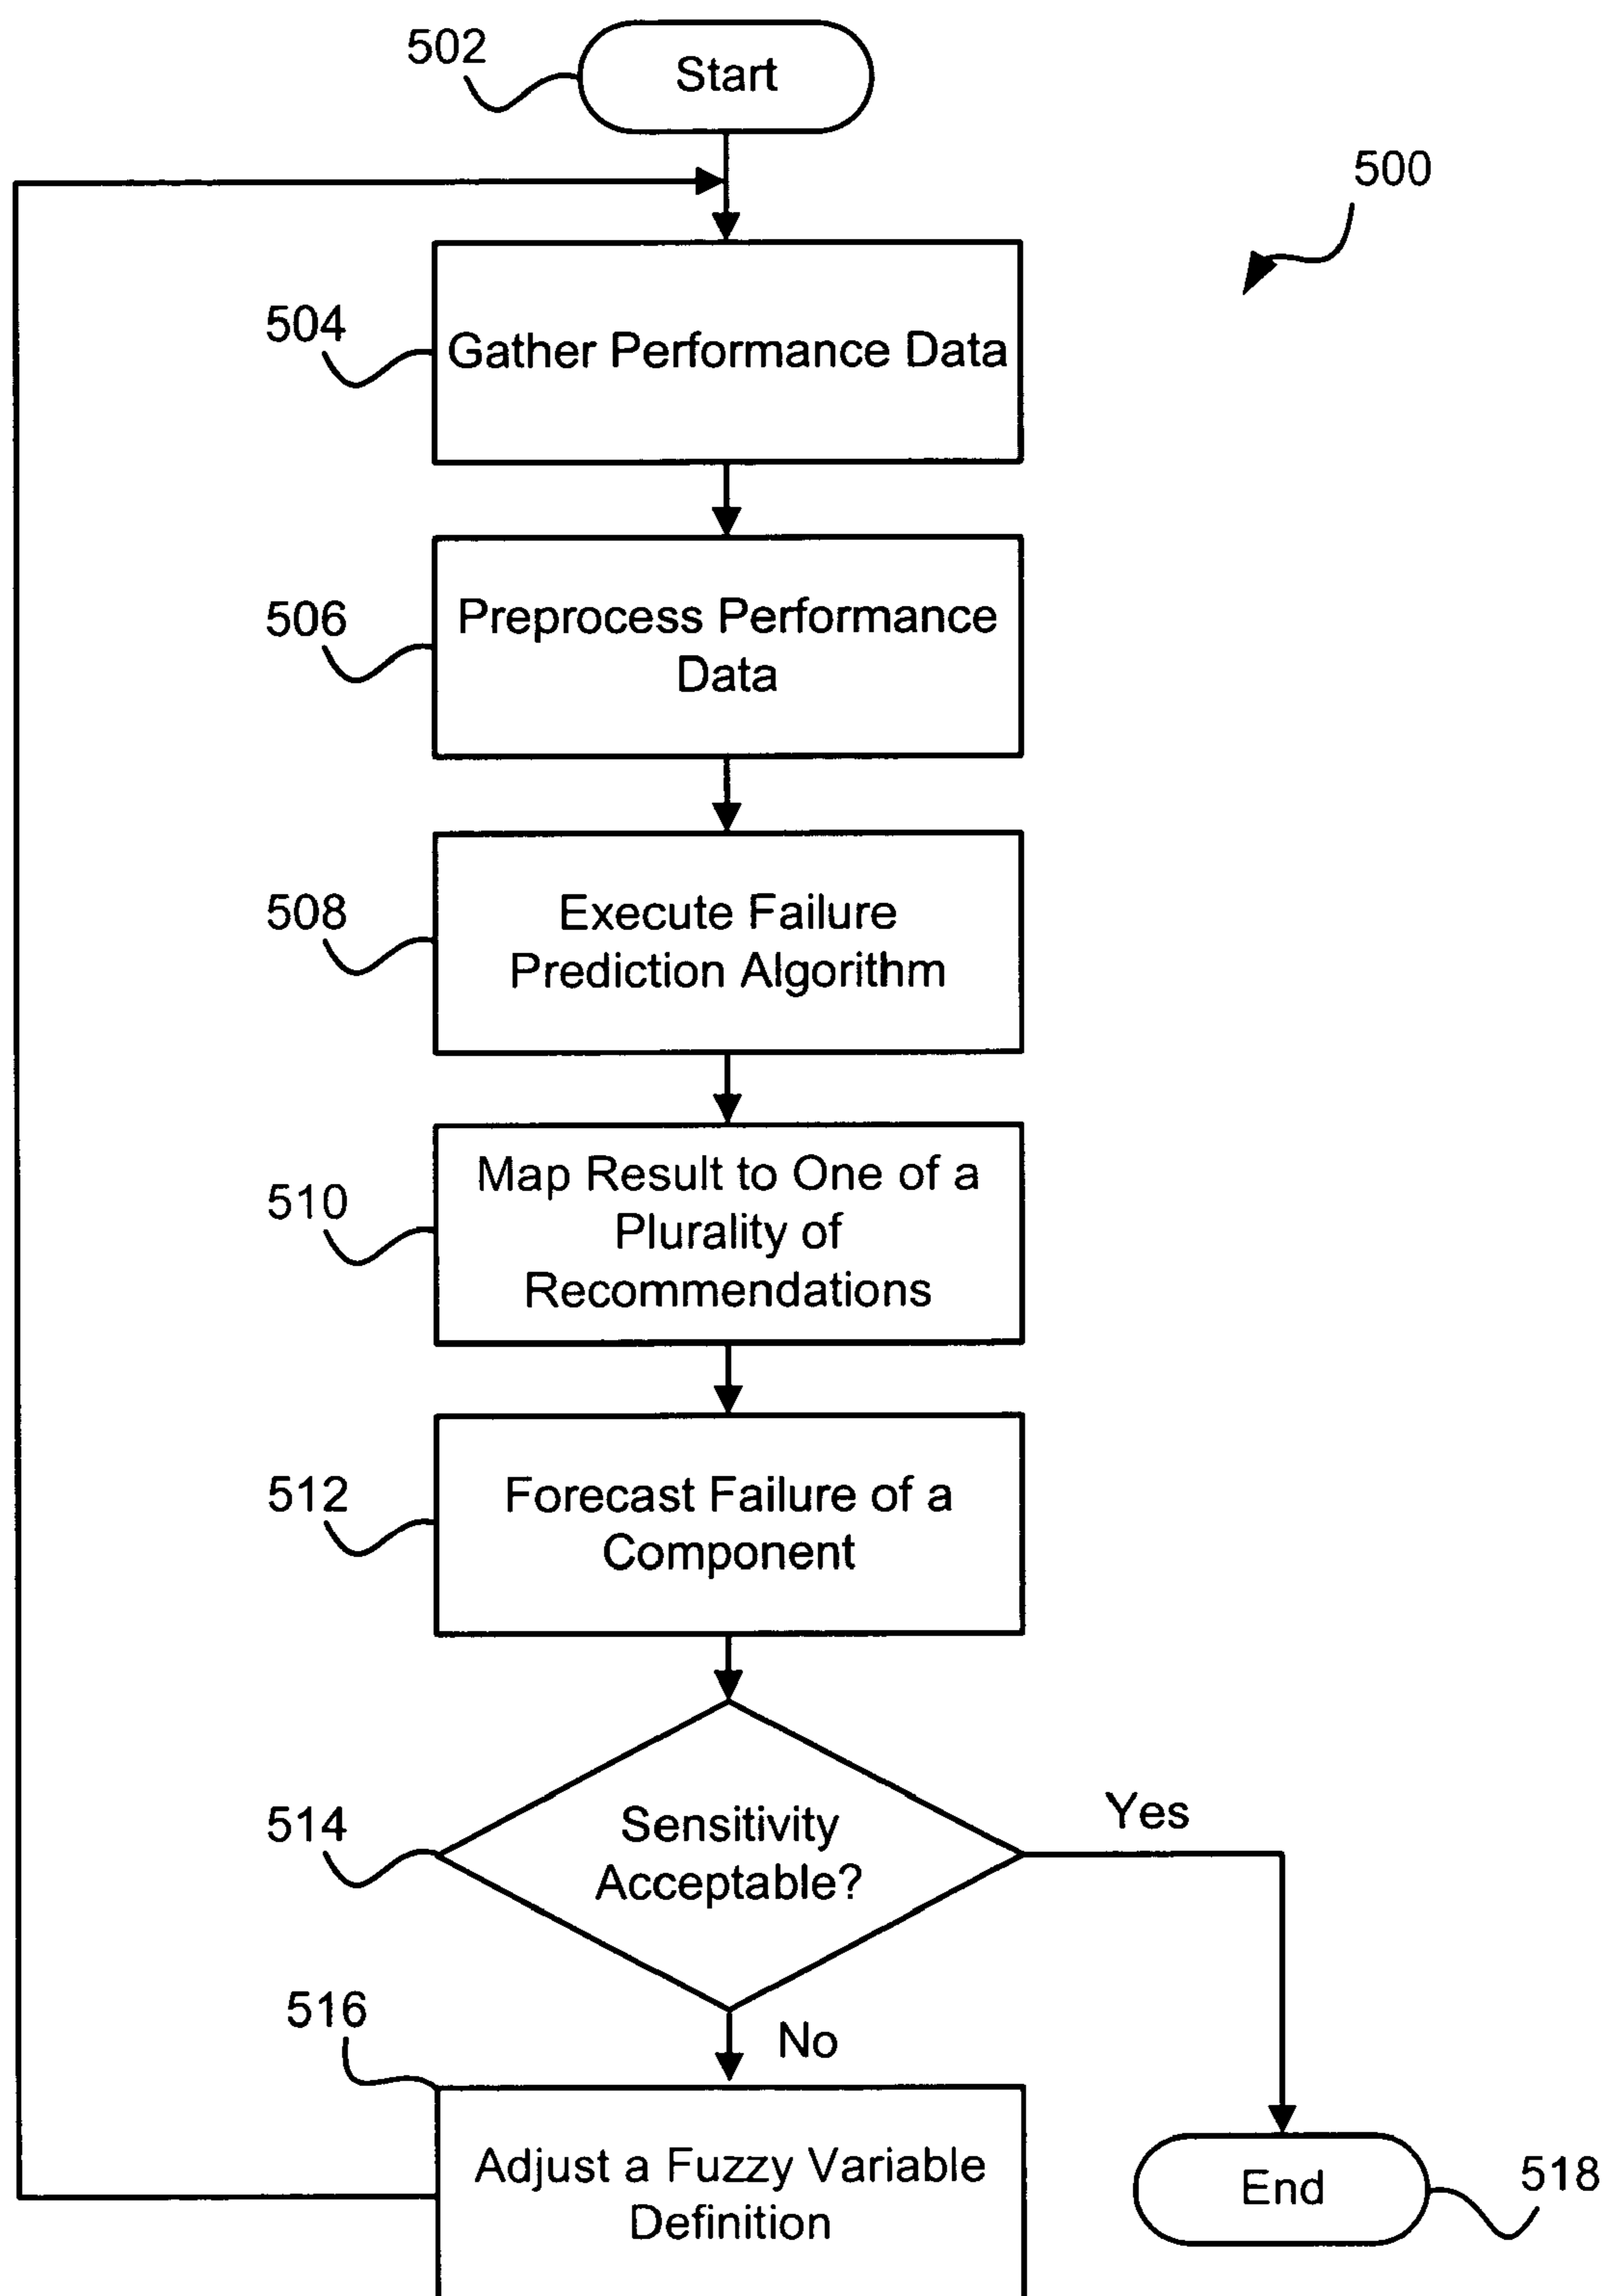 502
Start
500
504
Gather Performance Data
506
Preprocess Performance
Data
508
Execute Failure
Prediction Algorithm
510
Map Result to One of a
Plurality of
Recommendations
512
Forecast Failure of a
Component
514
Sensitivity
Acceptable?
Yes
516
No
Adjust a Fuzzy Variable
Definition
End
518